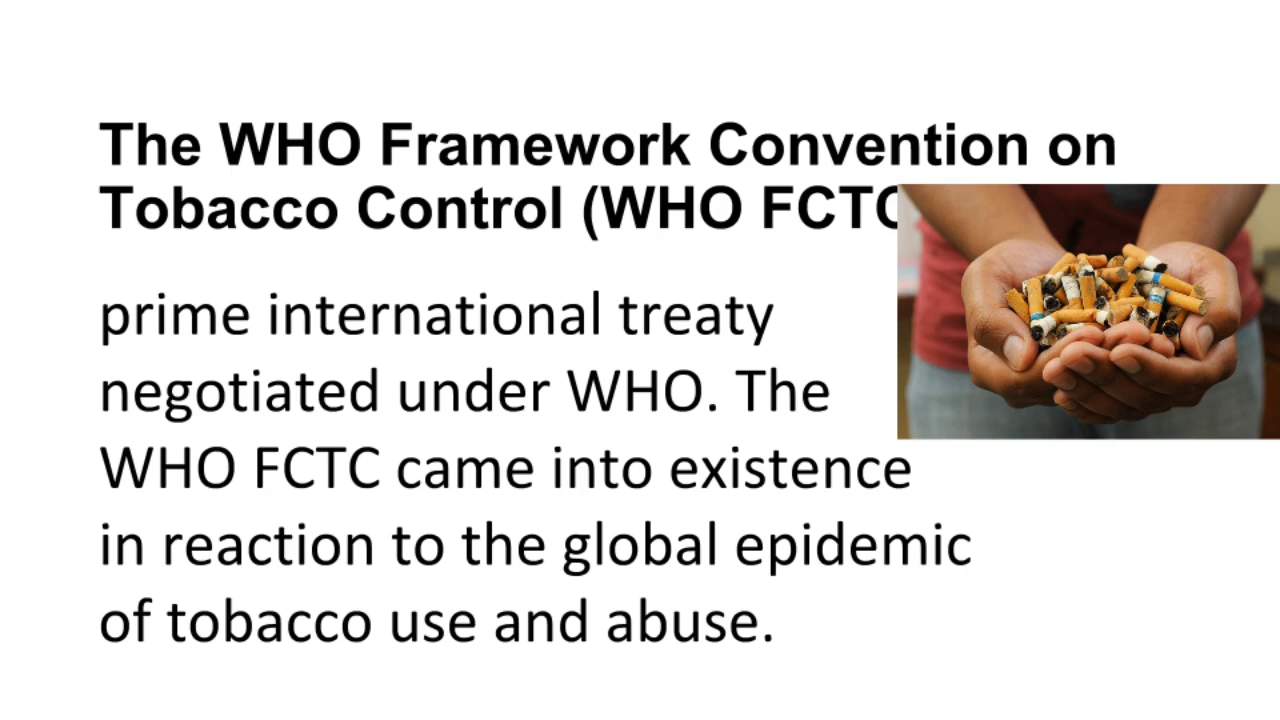 The WHO Framework Convention on
Tobacco Control (WHO FCTC
prime international treaty
negotiated under WHO. The
WHO FCTC came into existence
in reaction to the global epidemic
of tobacco use and abuse.